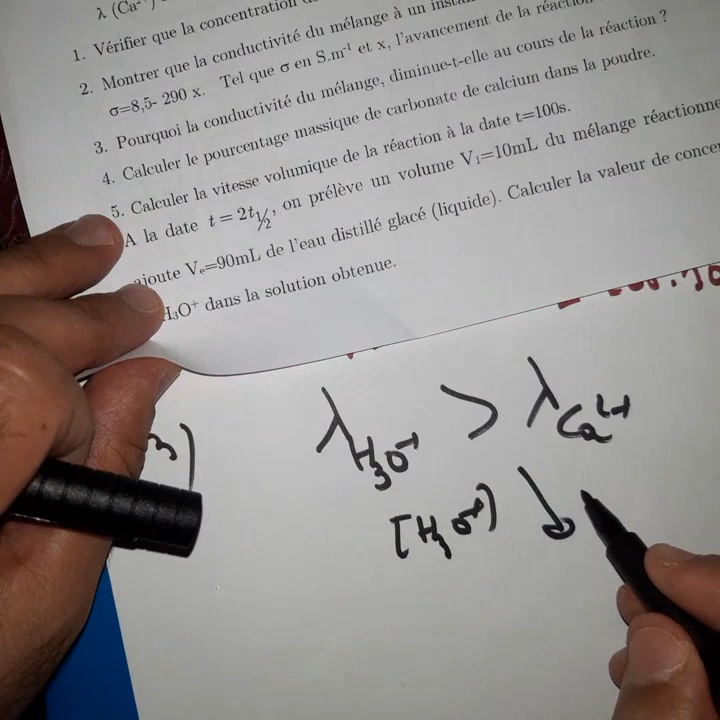 λ (Ca²⁺)
1. Vérifier que la concentration
2. Montrer que la conductivité du mélange à un
σ=8,5- 290 x. Tel que σ en S.m⁻¹ et x, l'avancement de la réaction
3. Pourquoi la conductivité du mélange, diminue-t-elle au cours de la réaction ?
4. Calculer le pourcentage massique de carbonate de calcium dans la poudre.
5. Calculer la vitesse volumique de la réaction à la date t=100s.
A la date t = 2t1/2, on prélève un volume V₁=10mL du mélange réactionne
ajoute Vₑ=90mL de l'eau distillé glacé (liquide). Calculer la valeur de
H₃O⁺ dans la solution obtenue.
3)
λ H₃O⁺ > λ Ca²⁺
[H₃O⁺) ↓